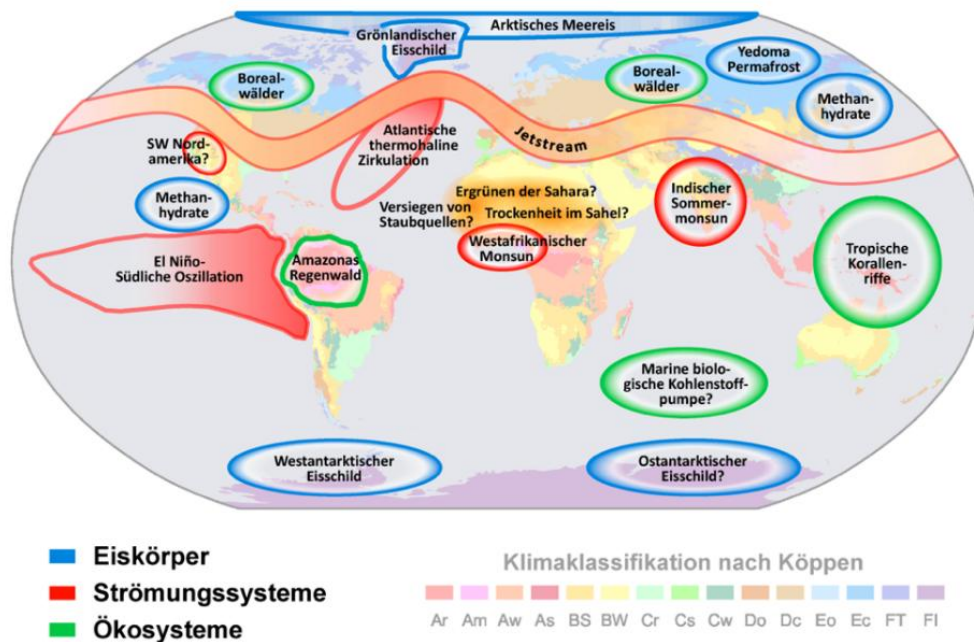 Arktisches Meereis
Grönlandischer
Eisschild
Yedoma
Permafrost
Boreal-
wälder
Boreal-
wälder
Methan-
hydrate
Jetstream
Atlantische
thermohaline
Zirkulation
SW Nord-
amerika?
Methan-
hydrate
Ergrünen der Sahara?
Versiegen von
Staubquellen?
Trockenheit im Sahel?
Indischer
Sommer-
monsun
Westafrikanischer
Monsun
El Niño-
Südliche Oszillation
Amazonas
Regenwald
Tropische
Korallen-
riffe
Marine biolo-
gische Kohlenstoff-
pumpe?
Westantarktischer
Eisschild
Ostantarktischer
Eisschild?
Eiskörper
Strömungssysteme
Ökosysteme
Klimaklassifikation nach Köppen
Ar Am Aw As BS BW Cr Cs Cw Do Dc Eo Ec FT FI